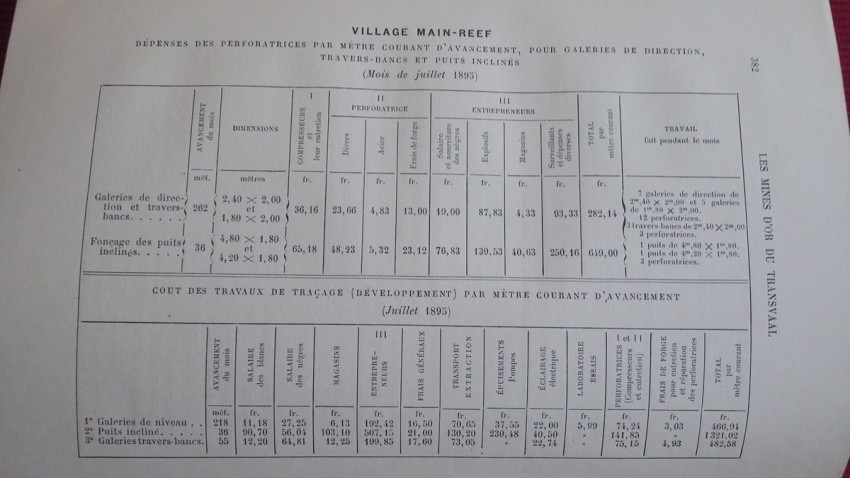 VILLAGE MAIN-REEF
DÉPENSES DES PERFORATRICES PAR MÈTRE COURANT D'AVANCEMENT, POUR GALERIES DE DIRECTION,
TRAVERS-BANCS ET PUITS INCLINÉS
(Mois de juillet 1895)
382
LES MINES D'OR DU TRANSVAAL
AVANCEMENT du mois
DIMENSIONS
I COMPRESSEURS et leur entretien
II PERFORATRICE
Divers Acier Frais de forge
III ENTREPRENEURS
Salaire et nourriture des nègres Explosifs Magasins Surveillants et dépenses diverses
TOTAL par mètre courant
TRAVAIL fait pendant le mois
mèt. mètres fr. fr. fr. fr. fr. fr. fr. fr. fr.
Galeries de direc-
tion et travers-
bancs. . . . . . 262 2,40 × 2,00 et 1,80 × 2,00 36,16 23,66 4,83 13,00 19,00 87,83 4,33 93,33 282,14
7 galeries de direction de
2m,40 × 2m,00 et 5 galeries
de 1m,80 × 2m,00.
12 perforatrices.
3 travers-bancs de 2m,40 × 2m,00
3 perforatrices.
Fonçage des puits
inclinés. . . . . 36 4,80 × 1,80 et 4,20 × 1,80 65,18 48,23 5,32 23,12 76,83 139,53 40,63 250,16 649,00
1 puits de 4m,80 × 1m,80.
1 puits de 4m,20 × 1m,80.
3 perforatrices.
COUT DES TRAVAUX DE TRAÇAGE (DÉVELOPPEMENT) PAR MÈTRE COURANT D'AVANCEMENT
(Juillet 1895)
AVANCEMENT du mois
SALAIRE des blancs
SALAIRE des nègres
MAGASINS
III ENTREPRE-NEURS
FRAIS GÉNÉRAUX
TRANSPORT EXTRACTION
ÉPUISEMENTS Pompes
ÉCLAIRAGE électrique
LABORATOIRE ESSAIS
I et II PERFORATRICES (Compresseurs et entretien)
FRAIS DE FORGE pour entretien et réparation des perforatrices
TOTAL par mètre courant
mèt. fr. fr. fr. fr. fr. fr. fr. fr. fr. fr. fr. fr.
1º Galeries de niveau . . 218 11,18 27,25 6,13 192,42 16,50 70,65 37,55 22,00 5,99 74,24 3,03 466,94
2º Puits incliné. . . . . 36 90,70 56,04 103,10 507,15 21,00 130,20 230,48 40,50 » 141,85 » 1321,02
3º Galeries travers-bancs. 55 12,20 64,81 12,25 199,85 17,60 73,05 » 22,74 » 75,15 4,93 482,58